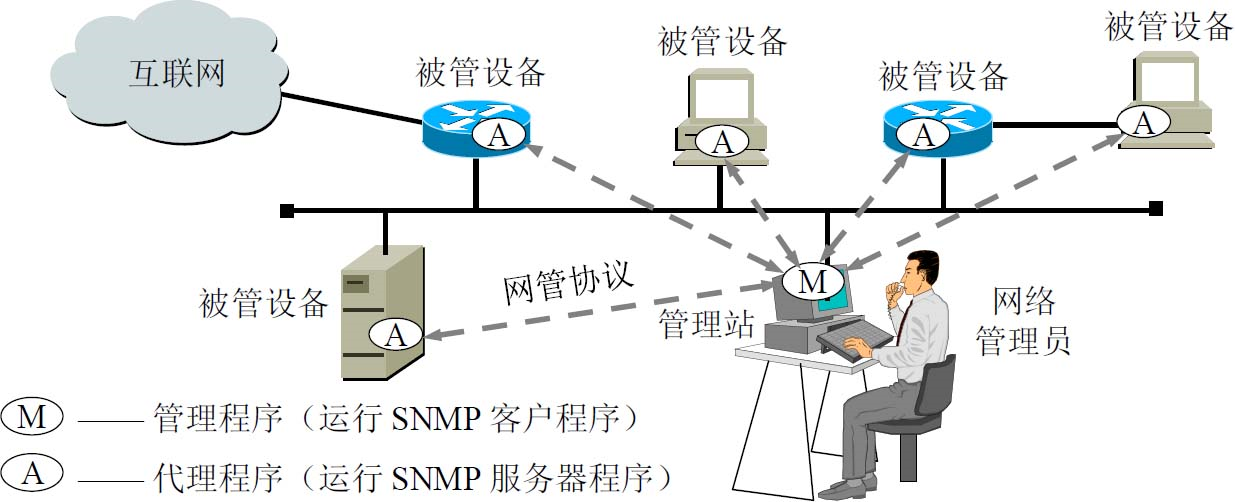 被管设备
被管设备
互联网
被管设备
被管设备
A
A
A
A
网管协议
M
被管设备
A
管理站
网络
管理员
M —— 管理程序（运行 SNMP 客户程序）
A —— 代理程序（运行 SNMP 服务器程序）